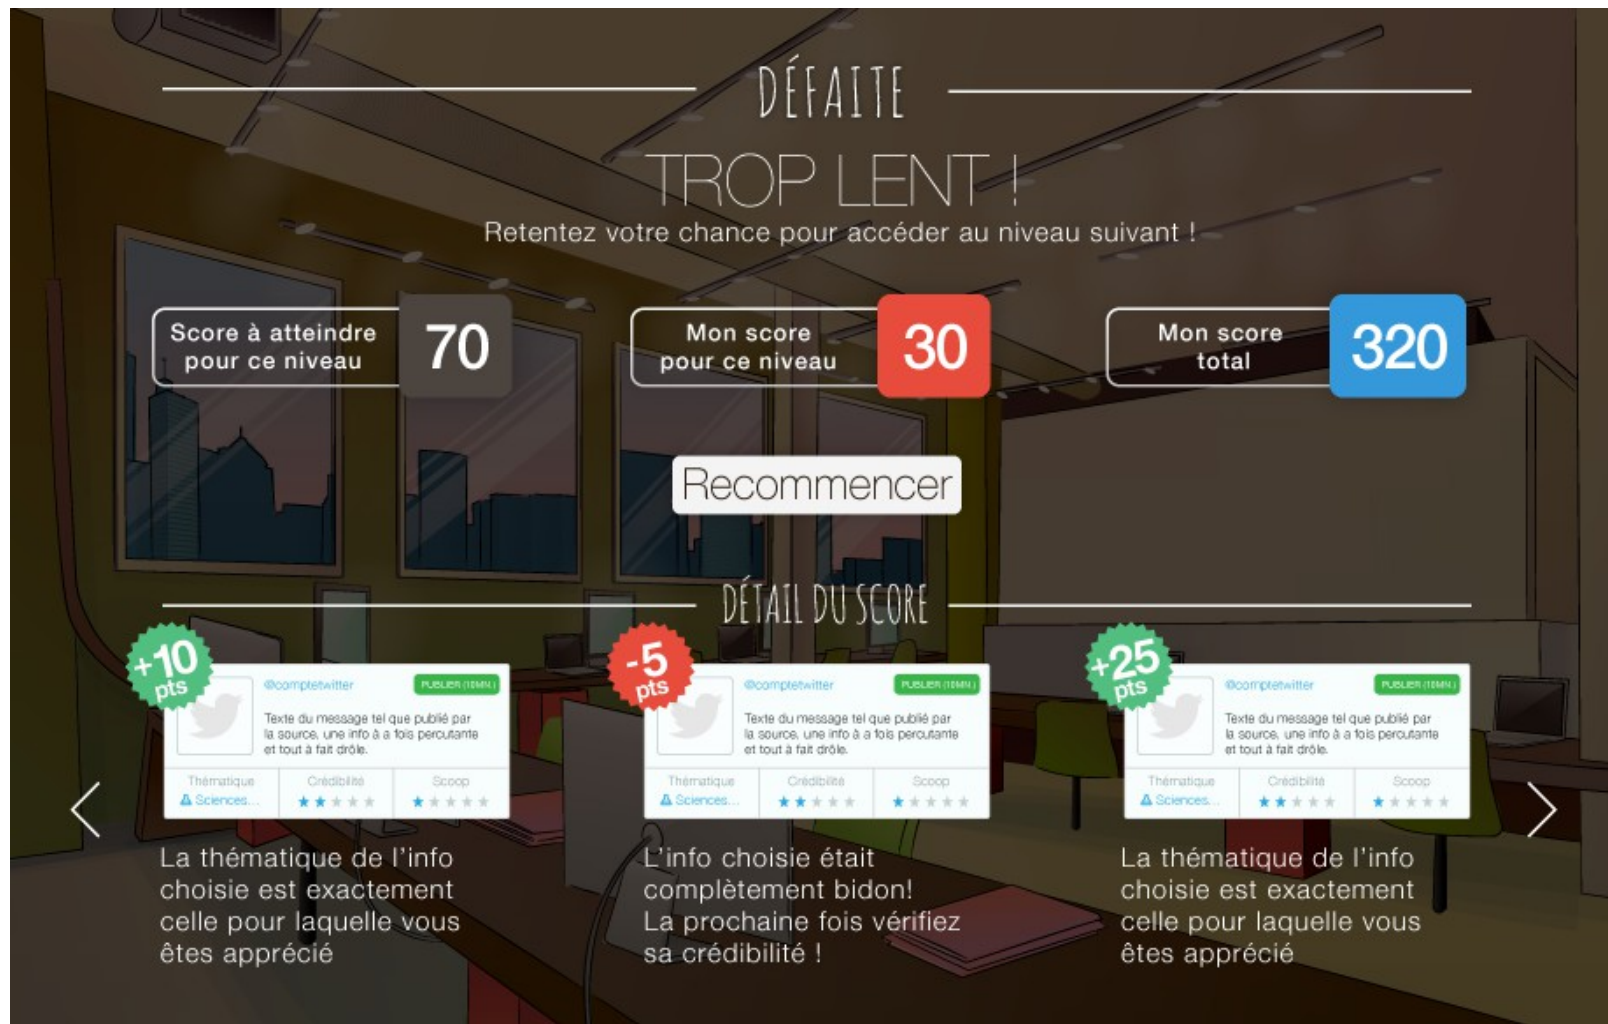 DÉFAITE
TROP LENT !
Retentez votre chance pour accéder au niveau suivant !
Score à atteindre
pour ce niveau
70
Mon score
pour ce niveau
30
Mon score
total
320
Recommencer
DÉTAIL DU SCORE
+10
pts
@comptetwitter
PUBLIER (10MN.)
Texte du message tel que publié par
la source, une info à a fois percutante
et tout à fait drôle.
Thématique
Crédibilité
Scoop
Sciences...
La thématique de l'info
choisie est exactement
celle pour laquelle vous
êtes apprécié
-5
pts
@comptetwitter
PUBLIER (10MN.)
Texte du message tel que publié par
la source, une info à a fois percutante
et tout à fait drôle.
Thématique
Crédibilité
Scoop
Sciences...
L'info choisie était
complètement bidon!
La prochaine fois vérifiez
sa crédibilité !
+25
pts
@comptetwitter
PUBLIER (10MN.)
Texte du message tel que publié par
la source, une info à a fois percutante
et tout à fait drôle.
Thématique
Crédibilité
Scoop
Sciences...
La thématique de l'info
choisie est exactement
celle pour laquelle vous
êtes apprécié